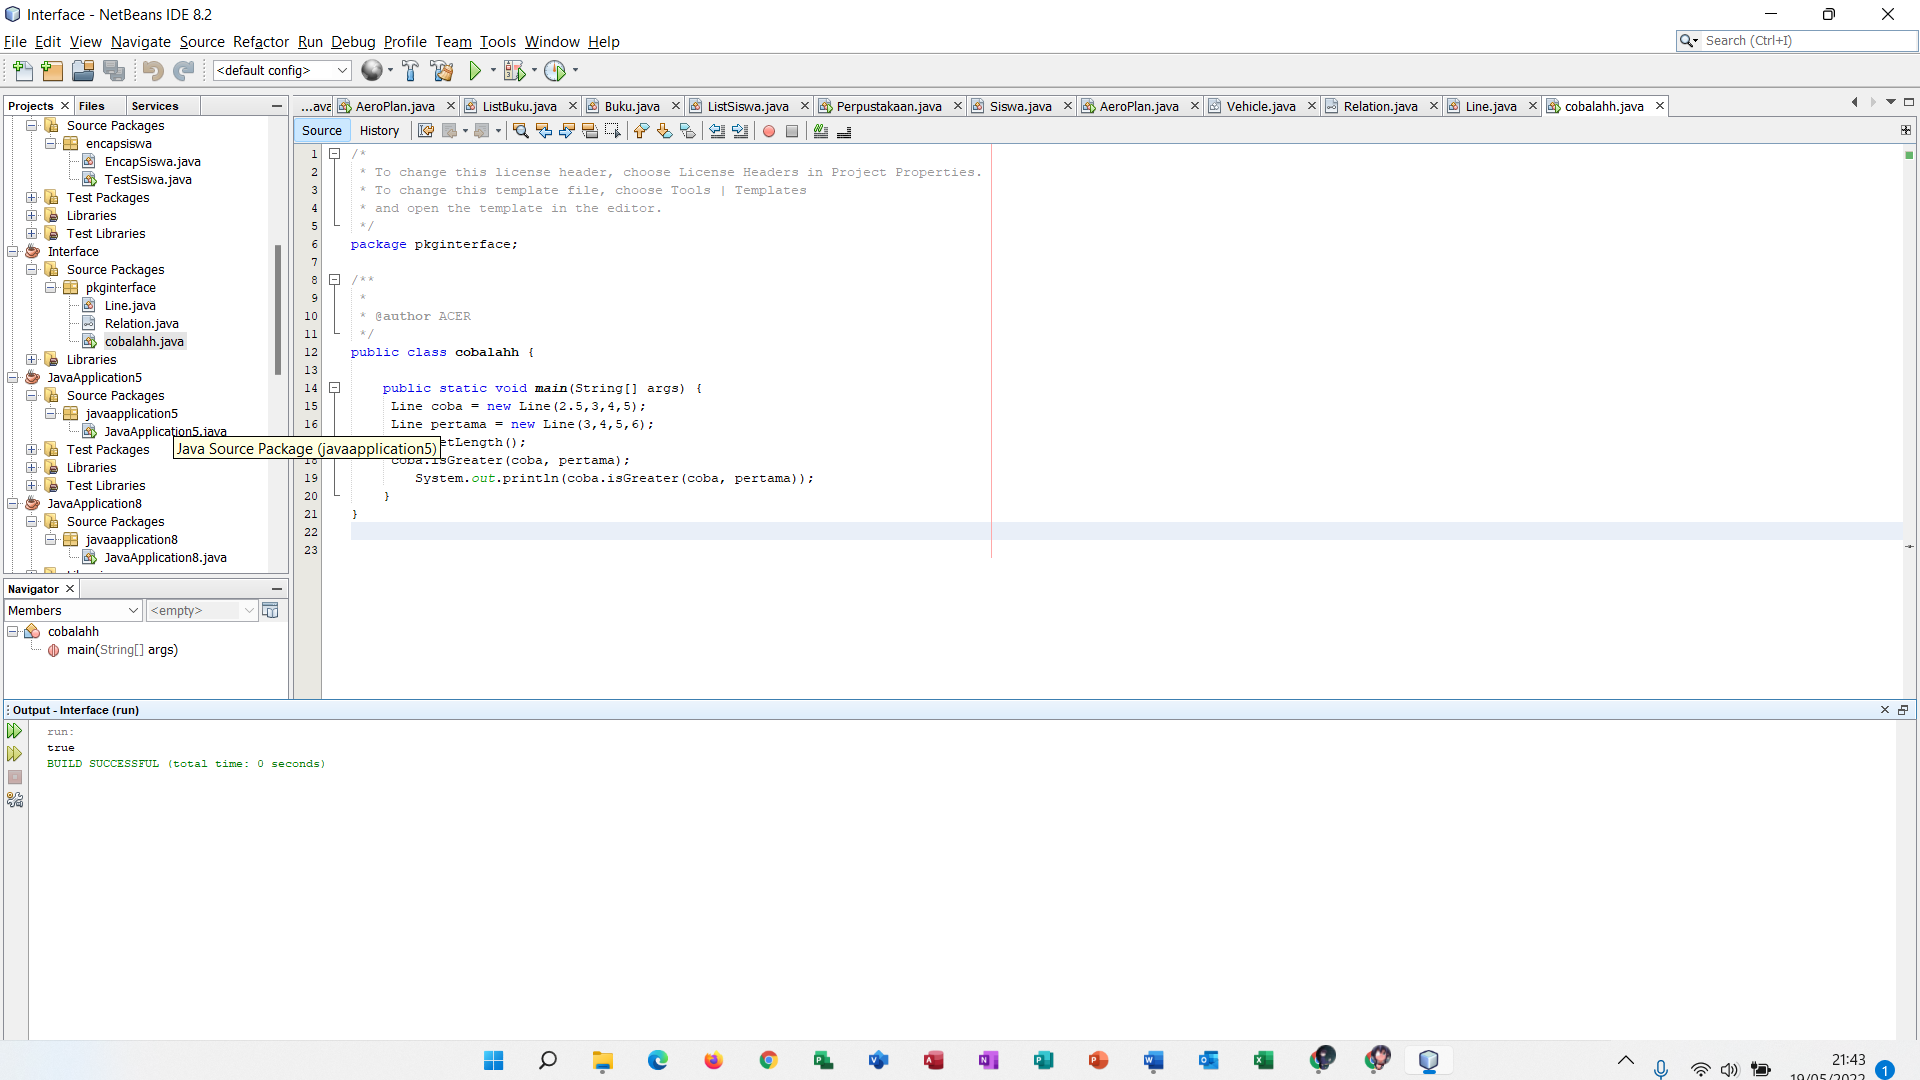 Interface - NetBeans IDE 8.2
File Edit View Navigate Source Refactor Run Debug Profile Team Tools Window Help
Search (Ctrl+I)
<default config>
Projects Files Services
...ava AeroPlan.java ListBuku.java Buku.java ListSiswa.java Perpustakaan.java Siswa.java AeroPlan.java Vehicle.java Relation.java Line.java cobalahh.java
Source History
Source Packages
encapsiswa
EncapSiswa.java
TestSiswa.java
Test Packages
Libraries
Test Libraries
Interface
Source Packages
pkginterface
Line.java
Relation.java
cobalahh.java
Libraries
JavaApplication5
Source Packages
javaapplication5
JavaApplication5.java
Test Packages
Libraries
Test Libraries
JavaApplication8
Source Packages
javaapplication8
JavaApplication8.java
Java Source Package (javaapplication5)
1 /*
2 * To change this license header, choose License Headers in Project Properties.
3 * To change this template file, choose Tools | Templates
4 * and open the template in the editor.
5 */
6 package pkginterface;
7
8 /**
9 *
10 * @author ACER
11 */
12 public class cobalahh {
13
14 public static void main(String[] args) {
15 Line coba = new Line(2.5,3,4,5);
16 Line pertama = new Line(3,4,5,6);
etLength();
18 coba.isGreater(coba, pertama);
19 System.out.println(coba.isGreater(coba, pertama));
20 }
21 }
22
23
Navigator
Members <empty>
cobalahh
main(String[] args)
Output - Interface (run)
run:
true
BUILD SUCCESSFUL (total time: 0 seconds)
21:43
19/05/2022
1